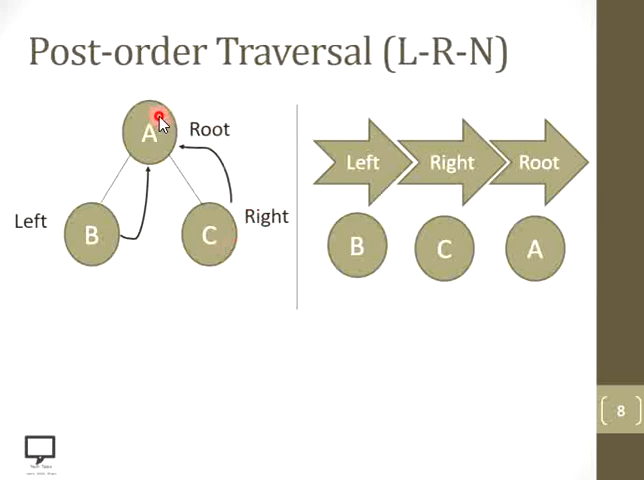 Post-order Traversal (L-R-N)
A
Root
Left
B
C
Right
Left Right Root
B C A
8